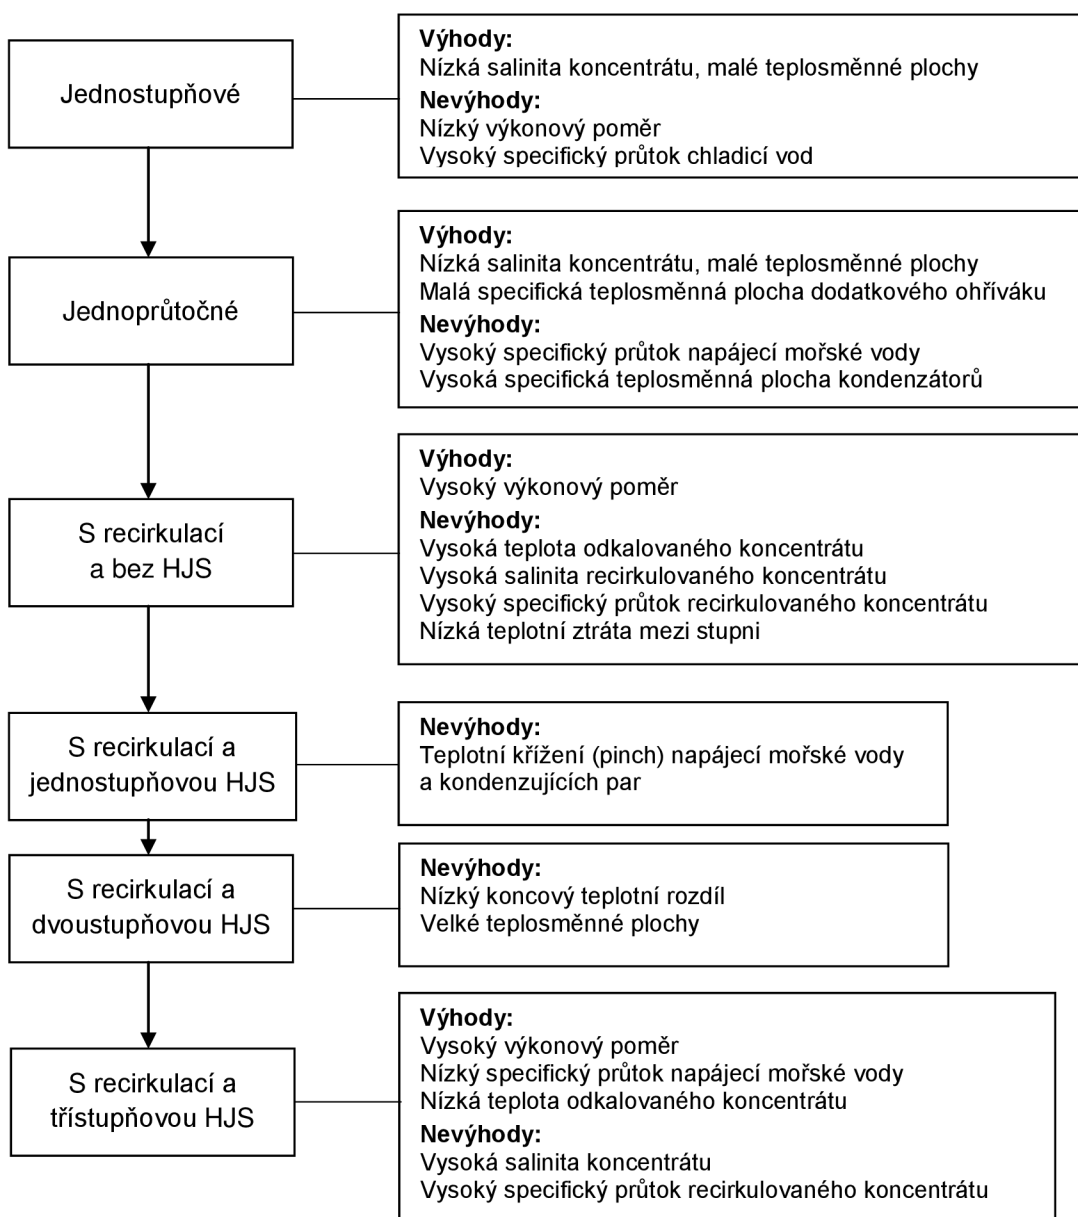 Jednostupňové
Výhody:
Nízká salinita koncentrátu, malé teplosměnné plochy
Nevýhody:
Nízký výkonový poměr
Vysoký specifický průtok chladicí vod
Jednoprůtočné
Výhody:
Nízká salinita koncentrátu, malé teplosměnné plochy
Malá specifická teplosměnná plocha dodatkového ohříváku
Nevýhody:
Vysoký specifický průtok napájecí mořské vody
Vysoká specifická teplosměnná plocha kondenzátorů
S recirkulací
a bez HJS
Výhody:
Vysoký výkonový poměr
Nevýhody:
Vysoká teplota odkalovaného koncentrátu
Vysoká salinita recirkulovaného koncentrátu
Vysoký specifický průtok recirkulovaného koncentrátu
Nízká teplotní ztráta mezi stupni
S recirkulací a
jednostupňovou HJS
Nevýhody:
Teplotní křížení (pinch) napájecí mořské vody
a kondenzujících par
S recirkulací a
dvoustupňovou HJS
Nevýhody:
Nízký koncový teplotní rozdíl
Velké teplosměnné plochy
S recirkulací a
třístupňovou HJS
Výhody:
Vysoký výkonový poměr
Nízký specifický průtok napájecí mořské vody
Nízká teplota odkalovaného koncentrátu
Nevýhody:
Vysoká salinita koncentrátu
Vysoký specifický průtok recirkulovaného koncentrátu